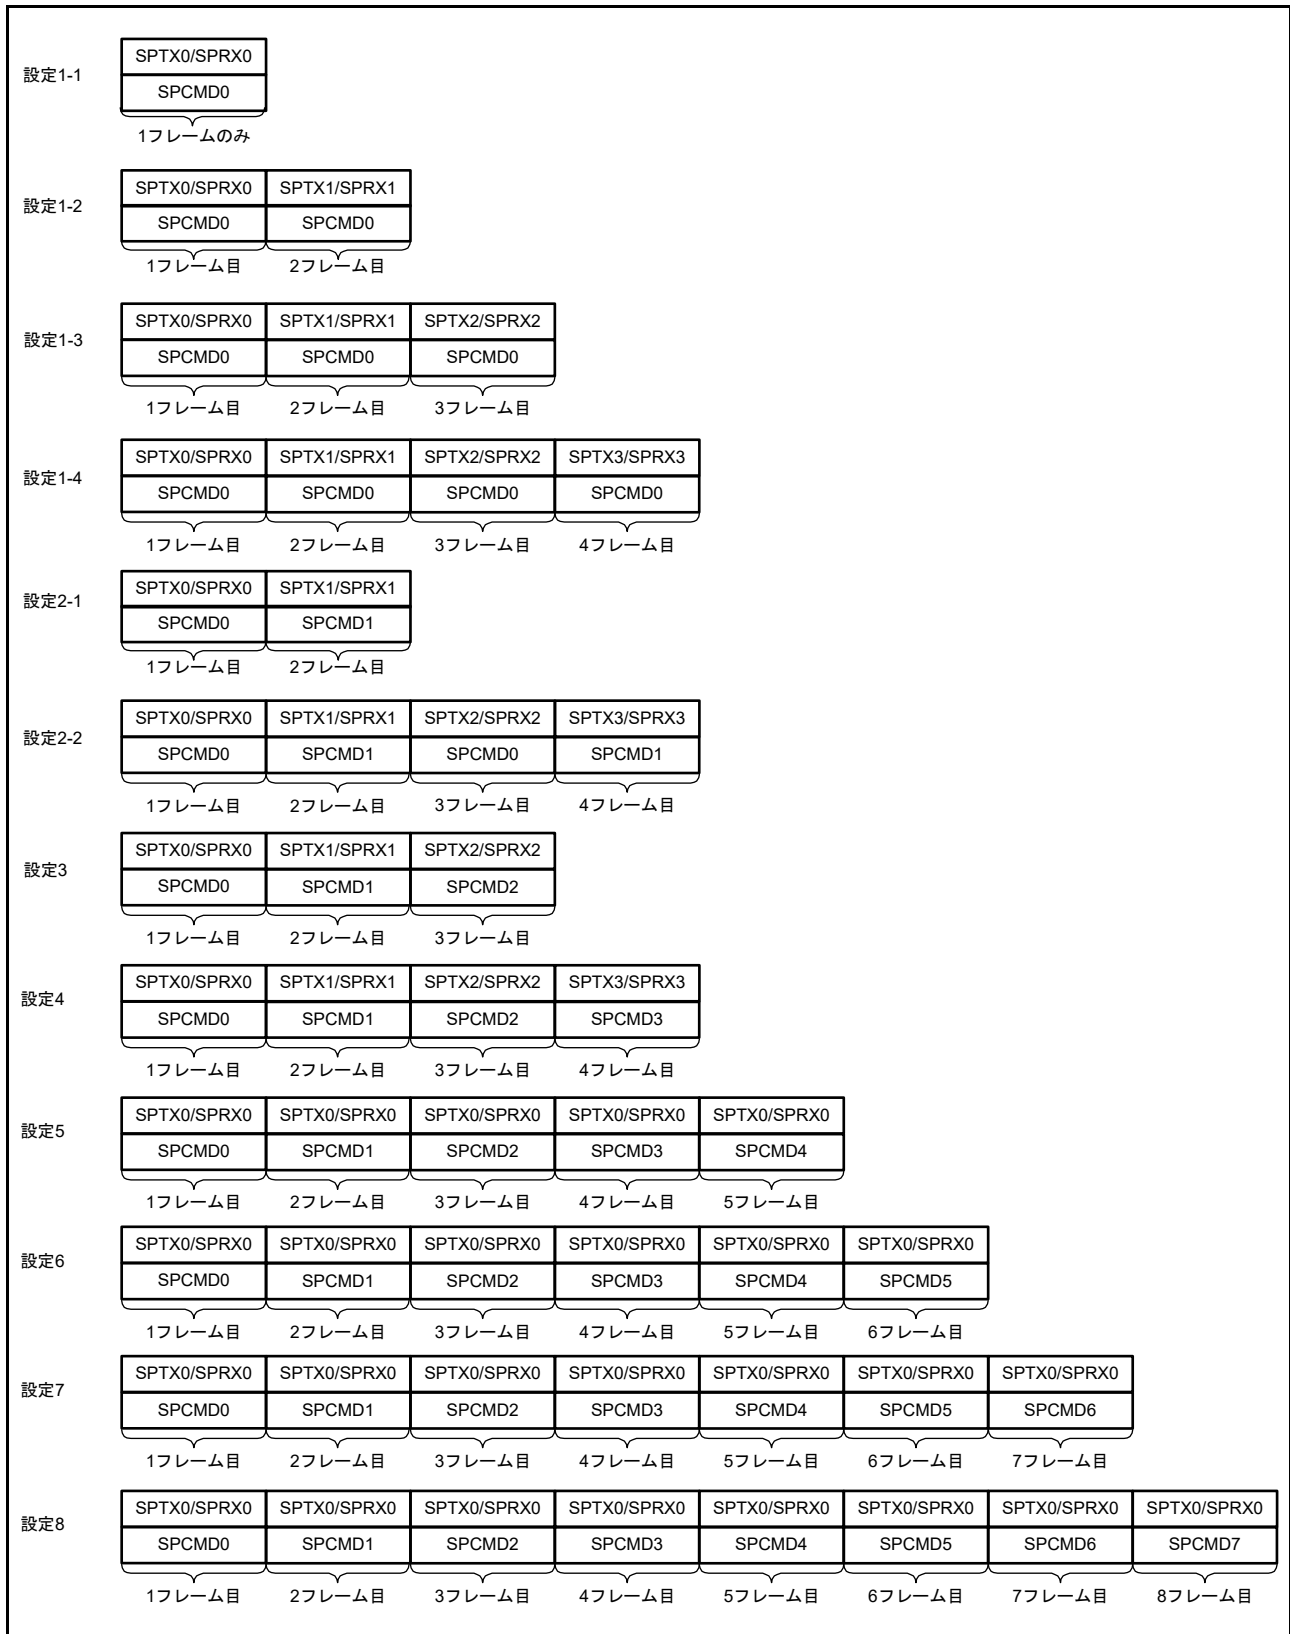 設定1-1
SPTX0/SPRX0
SPCMD0
1フレームのみ
設定1-2
SPTX0/SPRX0 SPTX1/SPRX1
SPCMD0 SPCMD0
1フレーム目 2フレーム目
設定1-3
SPTX0/SPRX0 SPTX1/SPRX1 SPTX2/SPRX2
SPCMD0 SPCMD0 SPCMD0
1フレーム目 2フレーム目 3フレーム目
設定1-4
SPTX0/SPRX0 SPTX1/SPRX1 SPTX2/SPRX2 SPTX3/SPRX3
SPCMD0 SPCMD0 SPCMD0 SPCMD0
1フレーム目 2フレーム目 3フレーム目 4フレーム目
設定2-1
SPTX0/SPRX0 SPTX1/SPRX1
SPCMD0 SPCMD1
1フレーム目 2フレーム目
設定2-2
SPTX0/SPRX0 SPTX1/SPRX1 SPTX2/SPRX2 SPTX3/SPRX3
SPCMD0 SPCMD1 SPCMD0 SPCMD1
1フレーム目 2フレーム目 3フレーム目 4フレーム目
設定3
SPTX0/SPRX0 SPTX1/SPRX1 SPTX2/SPRX2
SPCMD0 SPCMD1 SPCMD2
1フレーム目 2フレーム目 3フレーム目
設定4
SPTX0/SPRX0 SPTX1/SPRX1 SPTX2/SPRX2 SPTX3/SPRX3
SPCMD0 SPCMD1 SPCMD2 SPCMD3
1フレーム目 2フレーム目 3フレーム目 4フレーム目
設定5
SPTX0/SPRX0 SPTX0/SPRX0 SPTX0/SPRX0 SPTX0/SPRX0 SPTX0/SPRX0
SPCMD0 SPCMD1 SPCMD2 SPCMD3 SPCMD4
1フレーム目 2フレーム目 3フレーム目 4フレーム目 5フレーム目
設定6
SPTX0/SPRX0 SPTX0/SPRX0 SPTX0/SPRX0 SPTX0/SPRX0 SPTX0/SPRX0 SPTX0/SPRX0
SPCMD0 SPCMD1 SPCMD2 SPCMD3 SPCMD4 SPCMD5
1フレーム目 2フレーム目 3フレーム目 4フレーム目 5フレーム目 6フレーム目
設定7
SPTX0/SPRX0 SPTX0/SPRX0 SPTX0/SPRX0 SPTX0/SPRX0 SPTX0/SPRX0 SPTX0/SPRX0 SPTX0/SPRX0
SPCMD0 SPCMD1 SPCMD2 SPCMD3 SPCMD4 SPCMD5 SPCMD6
1フレーム目 2フレーム目 3フレーム目 4フレーム目 5フレーム目 6フレーム目 7フレーム目
設定8
SPTX0/SPRX0 SPTX0/SPRX0 SPTX0/SPRX0 SPTX0/SPRX0 SPTX0/SPRX0 SPTX0/SPRX0 SPTX0/SPRX0 SPTX0/SPRX0
SPCMD0 SPCMD1 SPCMD2 SPCMD3 SPCMD4 SPCMD5 SPCMD6 SPCMD7
1フレーム目 2フレーム目 3フレーム目 4フレーム目 5フレーム目 6フレーム目 7フレーム目 8フレーム目